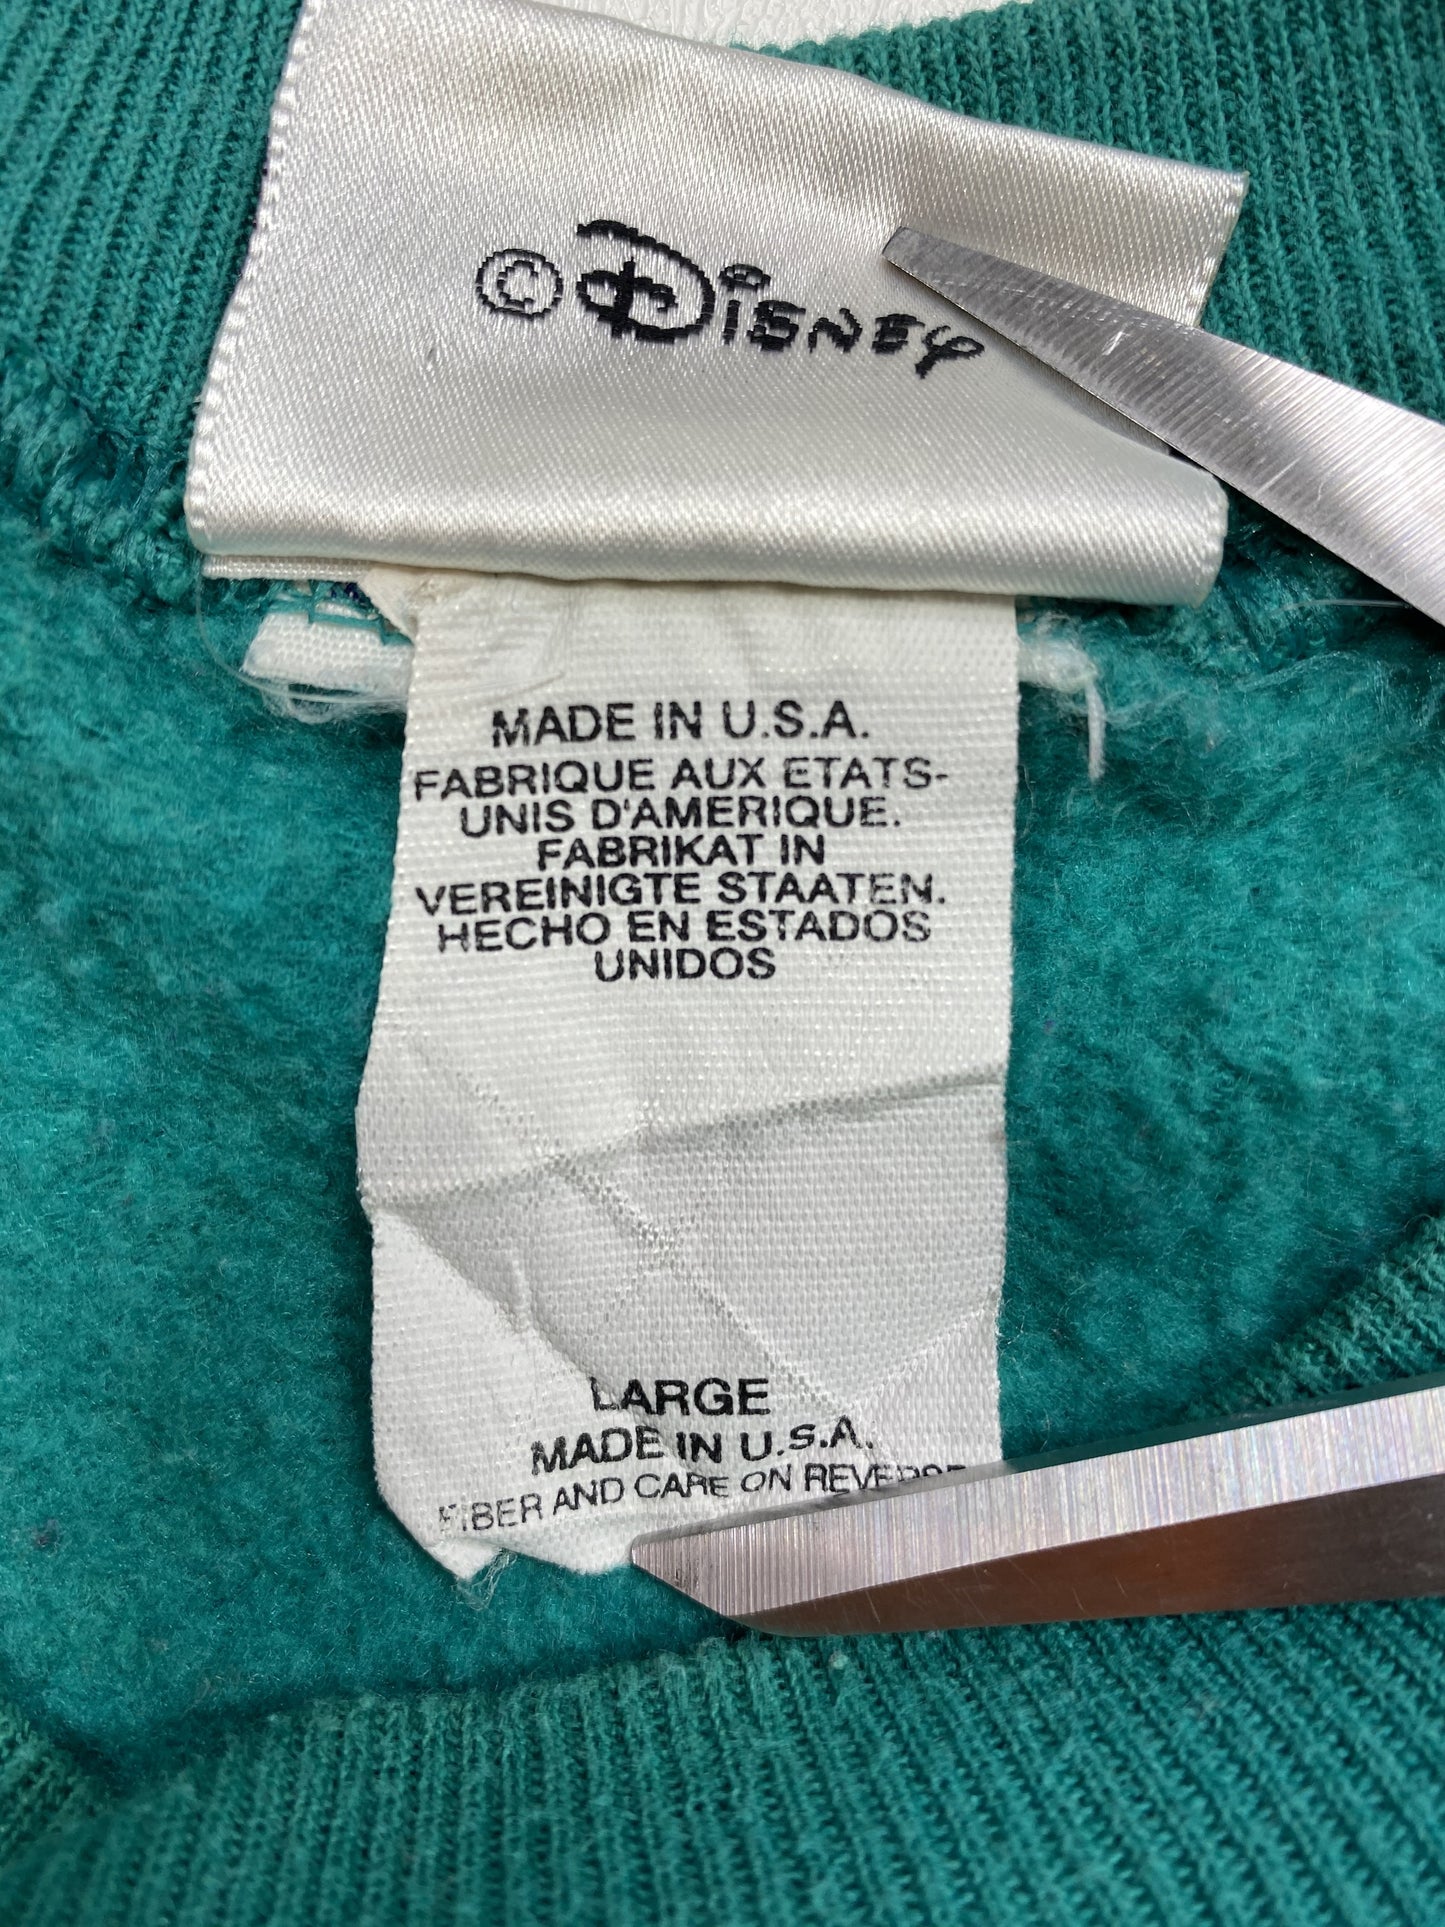 © Disney
MADE IN U.S.A.
FABRIQUE AUX ETATS-
UNIS D'AMERIQUE.
FABRIKAT IN
VEREINIGTE STAATEN.
HECHO EN ESTADOS
UNIDOS
LARGE
MADE IN U.S.A.
FIBER AND CARE ON REVERSE